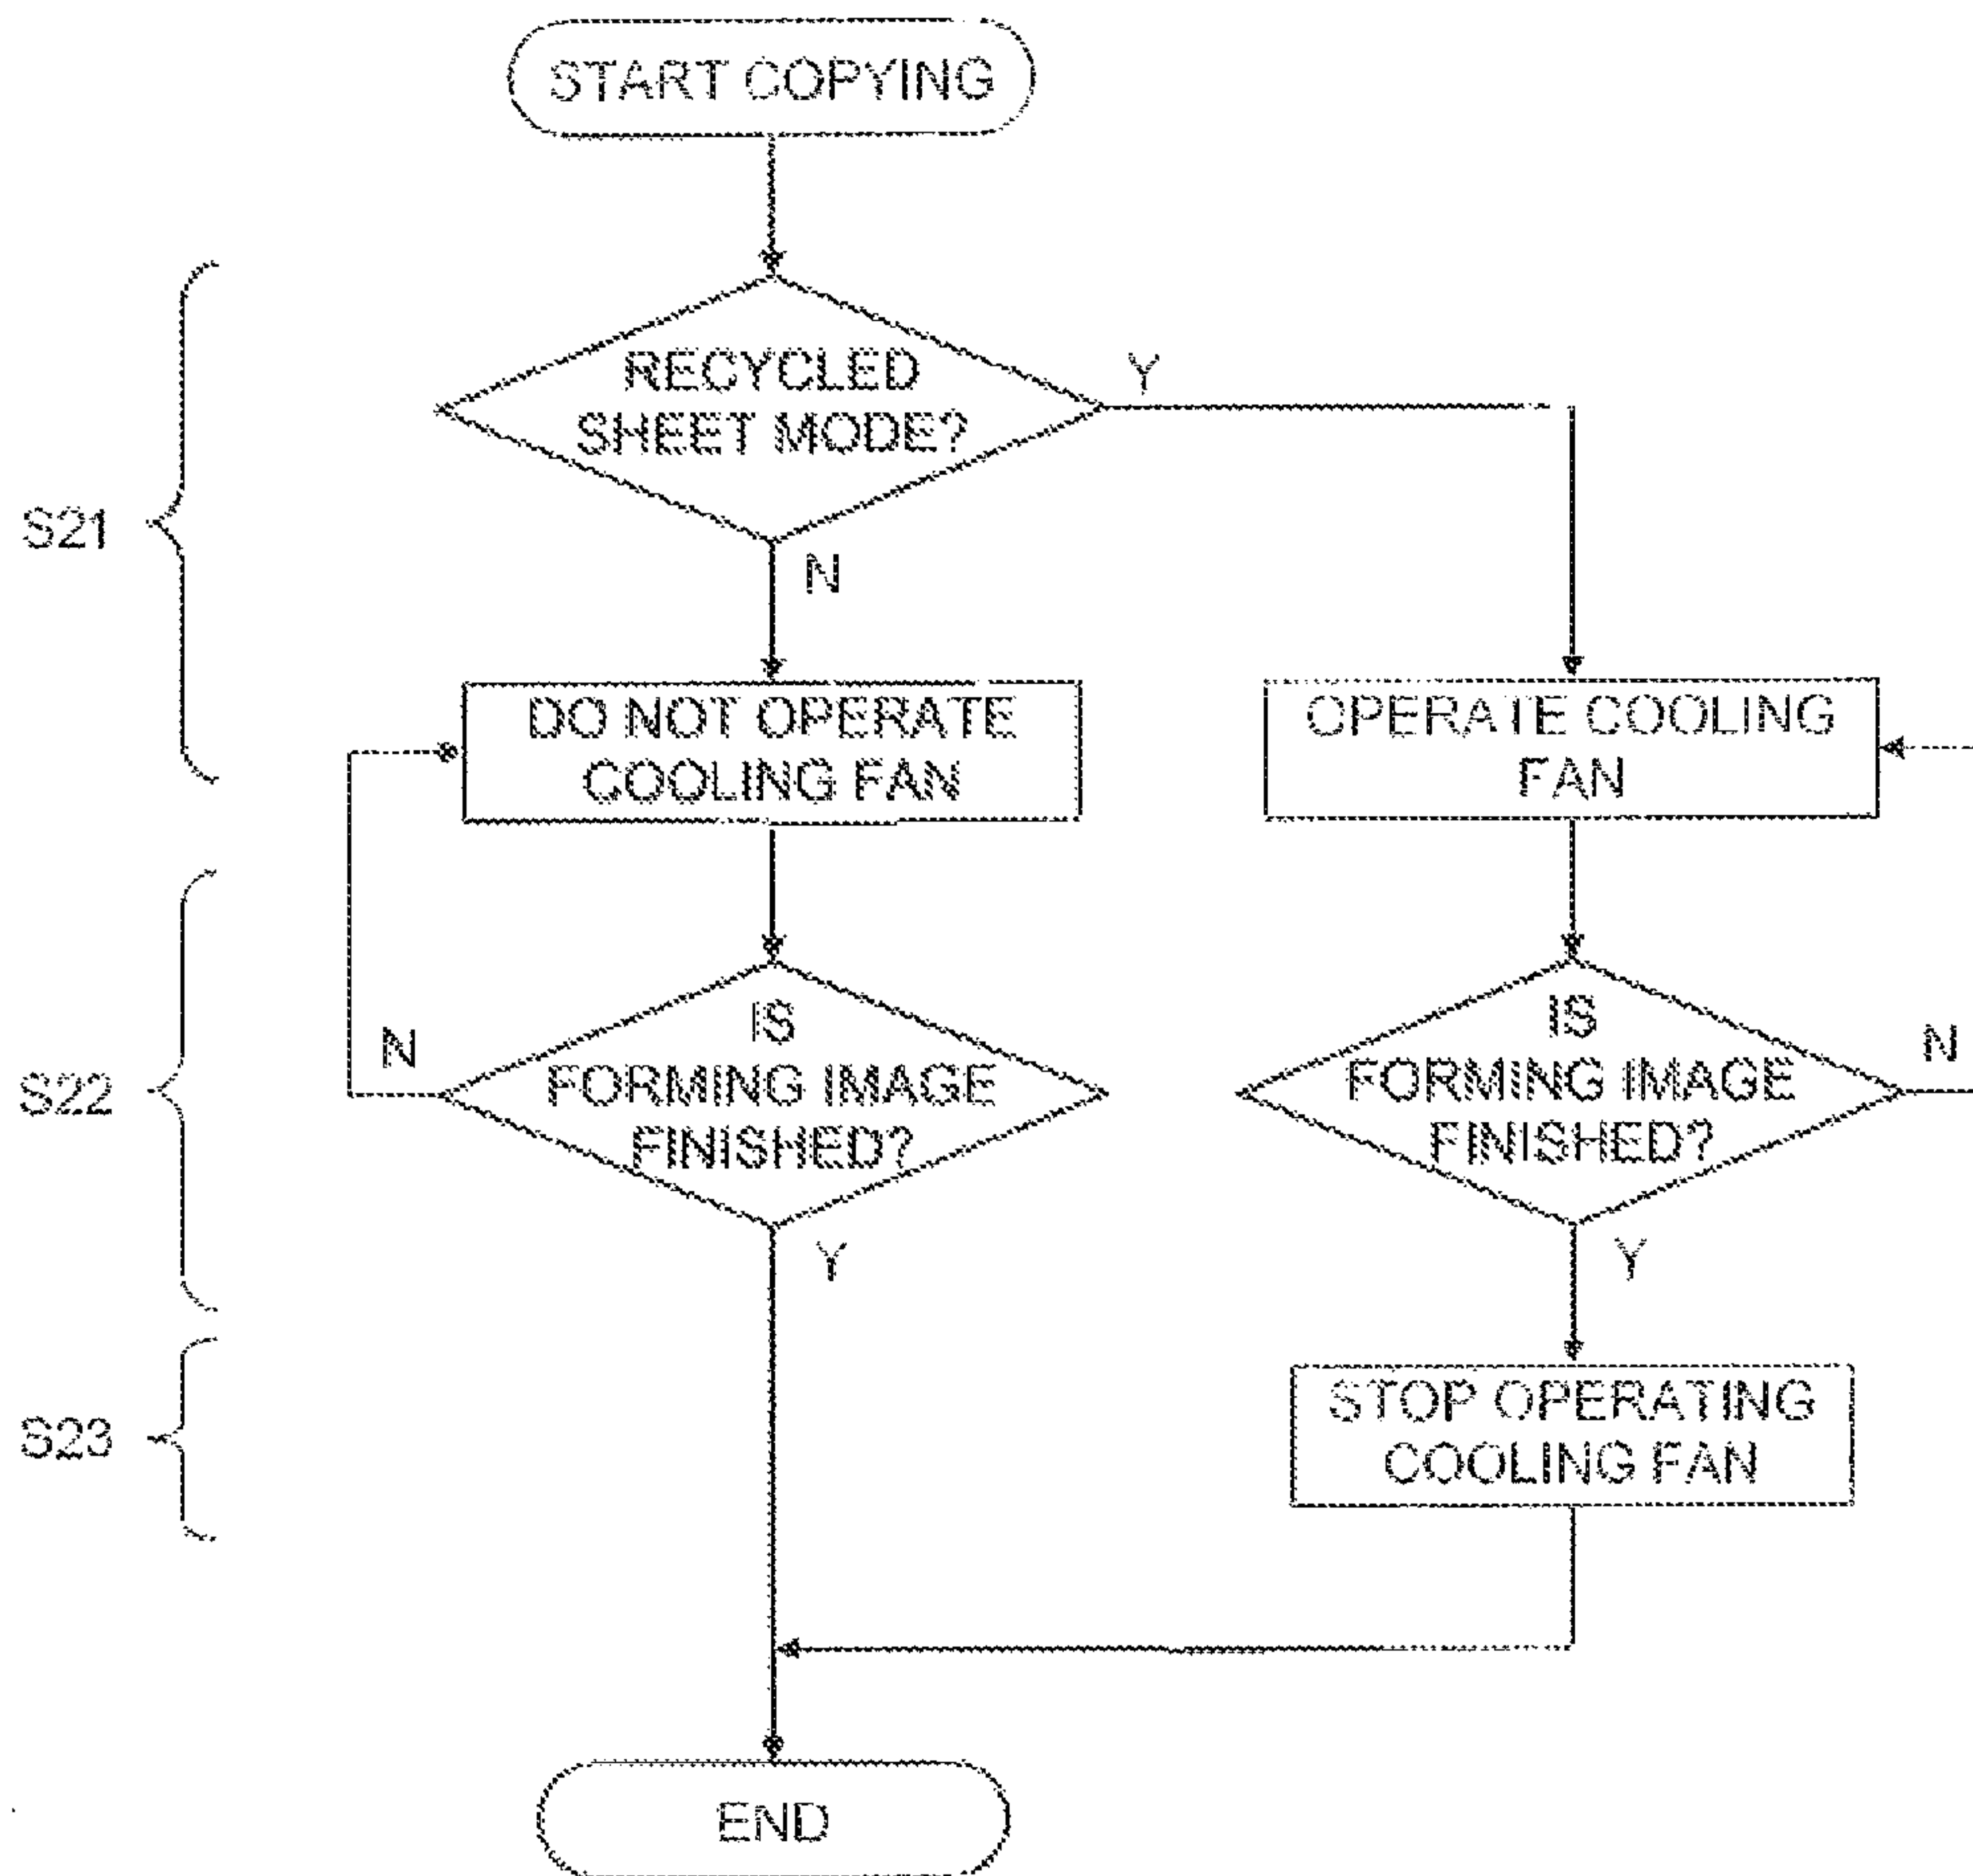 START COPYING
RECYCLED
SHEET MODE?
Y
S21
N
DO NOT OPERATE
COOLING FAN
OPERATE COOLING
FAN
IS
FORMING IMAGE
FINISHED?
N
Y
IS
FORMING IMAGE
FINISHED?
N
Y
S22
STOP OPERATING
COOLING FAN
S23
END